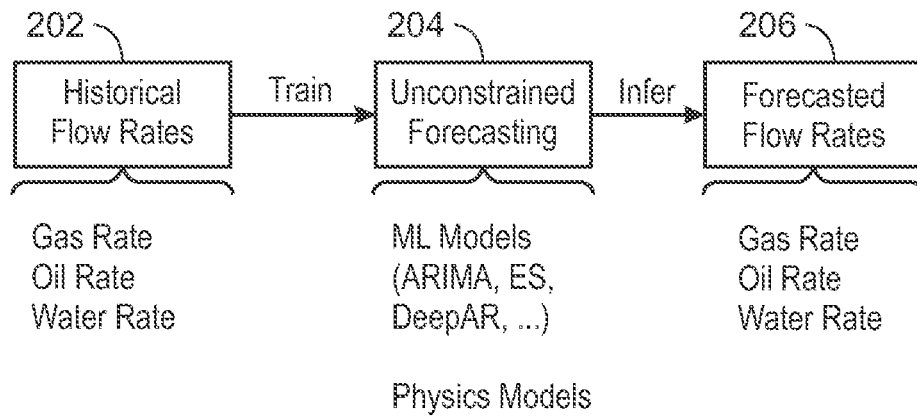 202
204
206
Historical
Flow Rates
Train
Unconstrained
Forecasting
Infer
Forecasted
Flow Rates
Gas Rate
Oil Rate
Water Rate
ML Models
(ARIMA, ES,
DeepAR, ...)
Physics Models
Gas Rate
Oil Rate
Water Rate